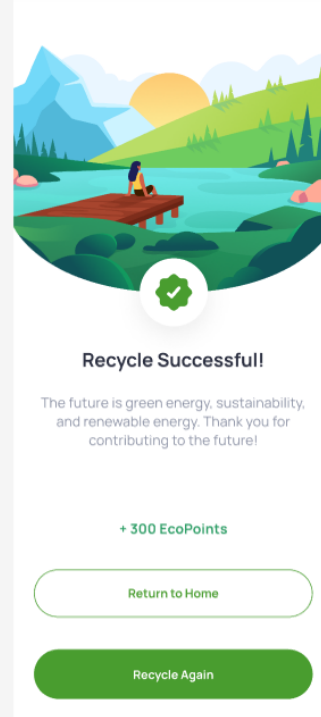 Recycle Successful!
The future is green energy, sustainability,
and renewable energy. Thank you for
contributing to the future!
+ 300 EcoPoints
Return to Home
Recycle Again